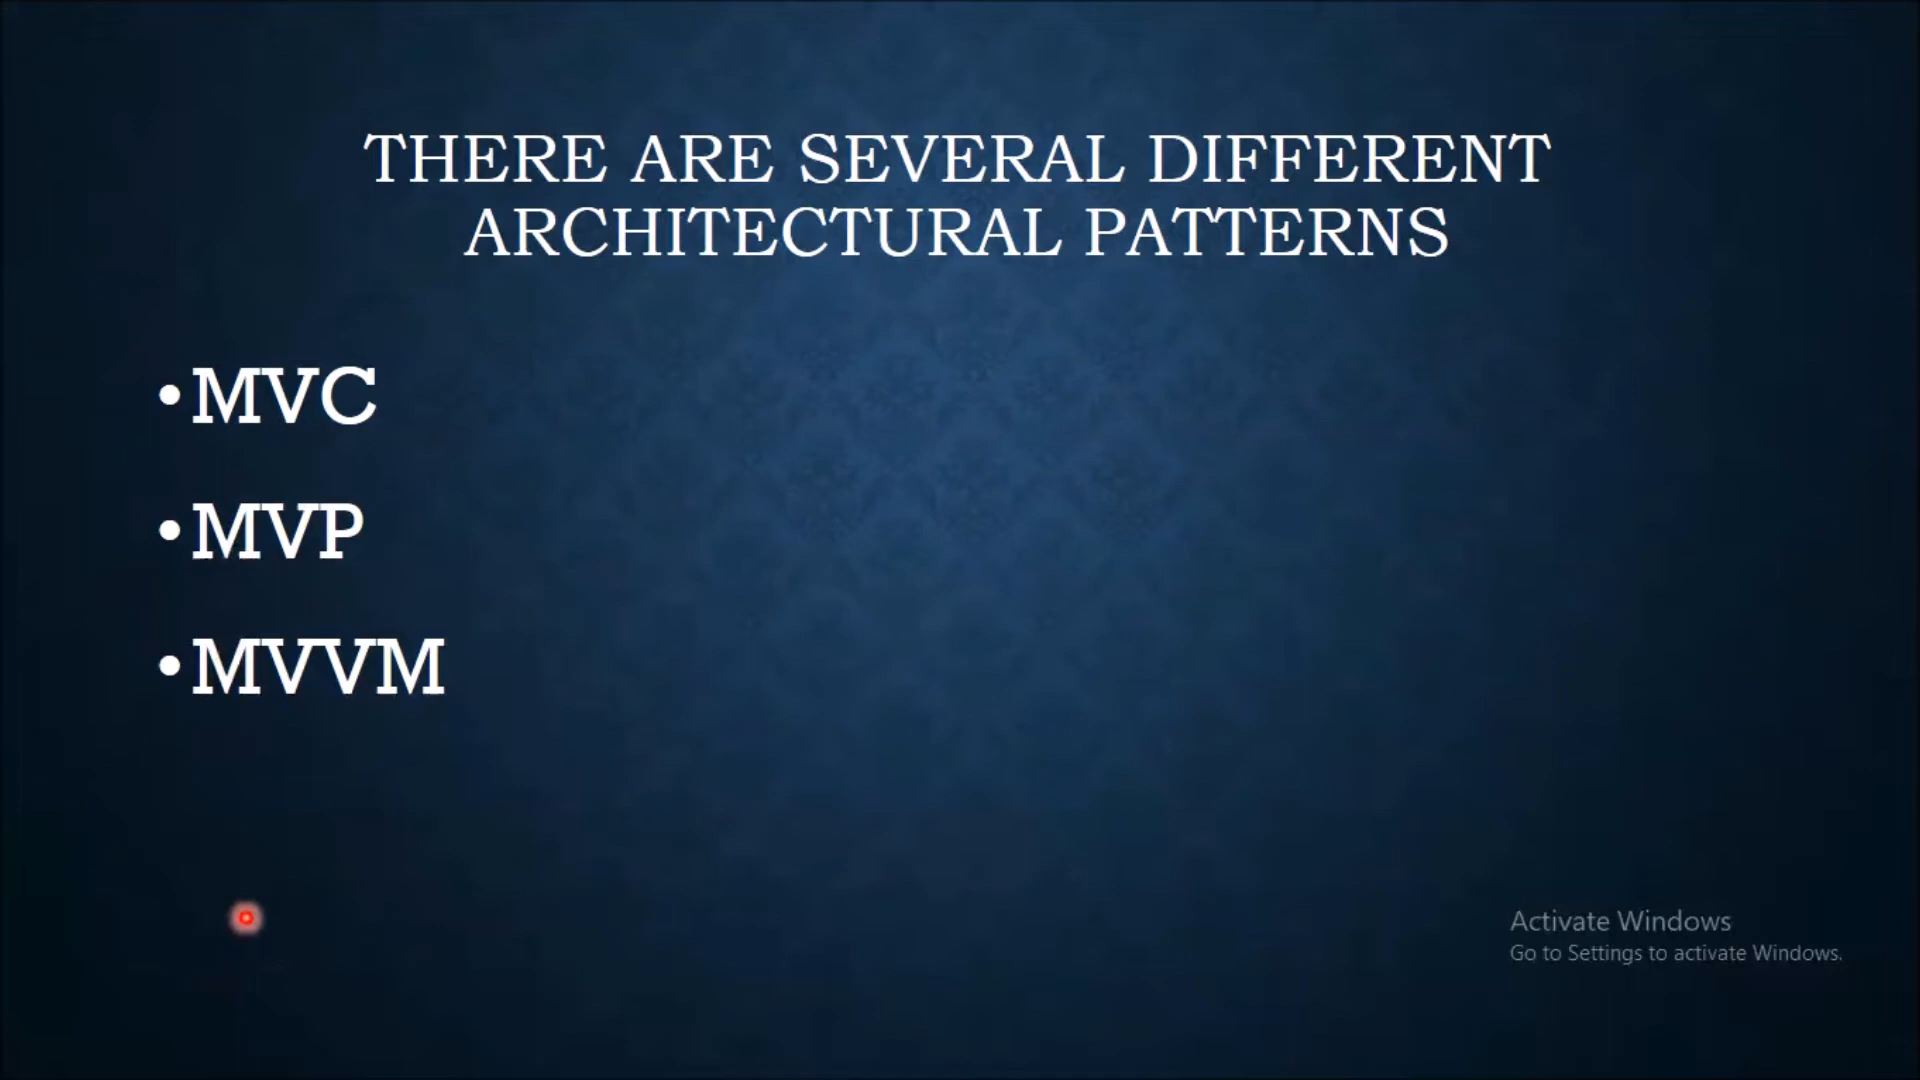 THERE ARE SEVERAL DIFFERENT
ARCHITECTURAL PATTERNS
•MVC
•MVP
•MVVM
Activate Windows
Go to Settings to activate Windows.